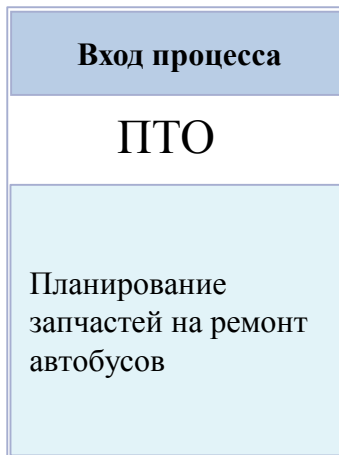 Вход процесса
ПТО
Планирование
запчастей на ремонт
автобусов